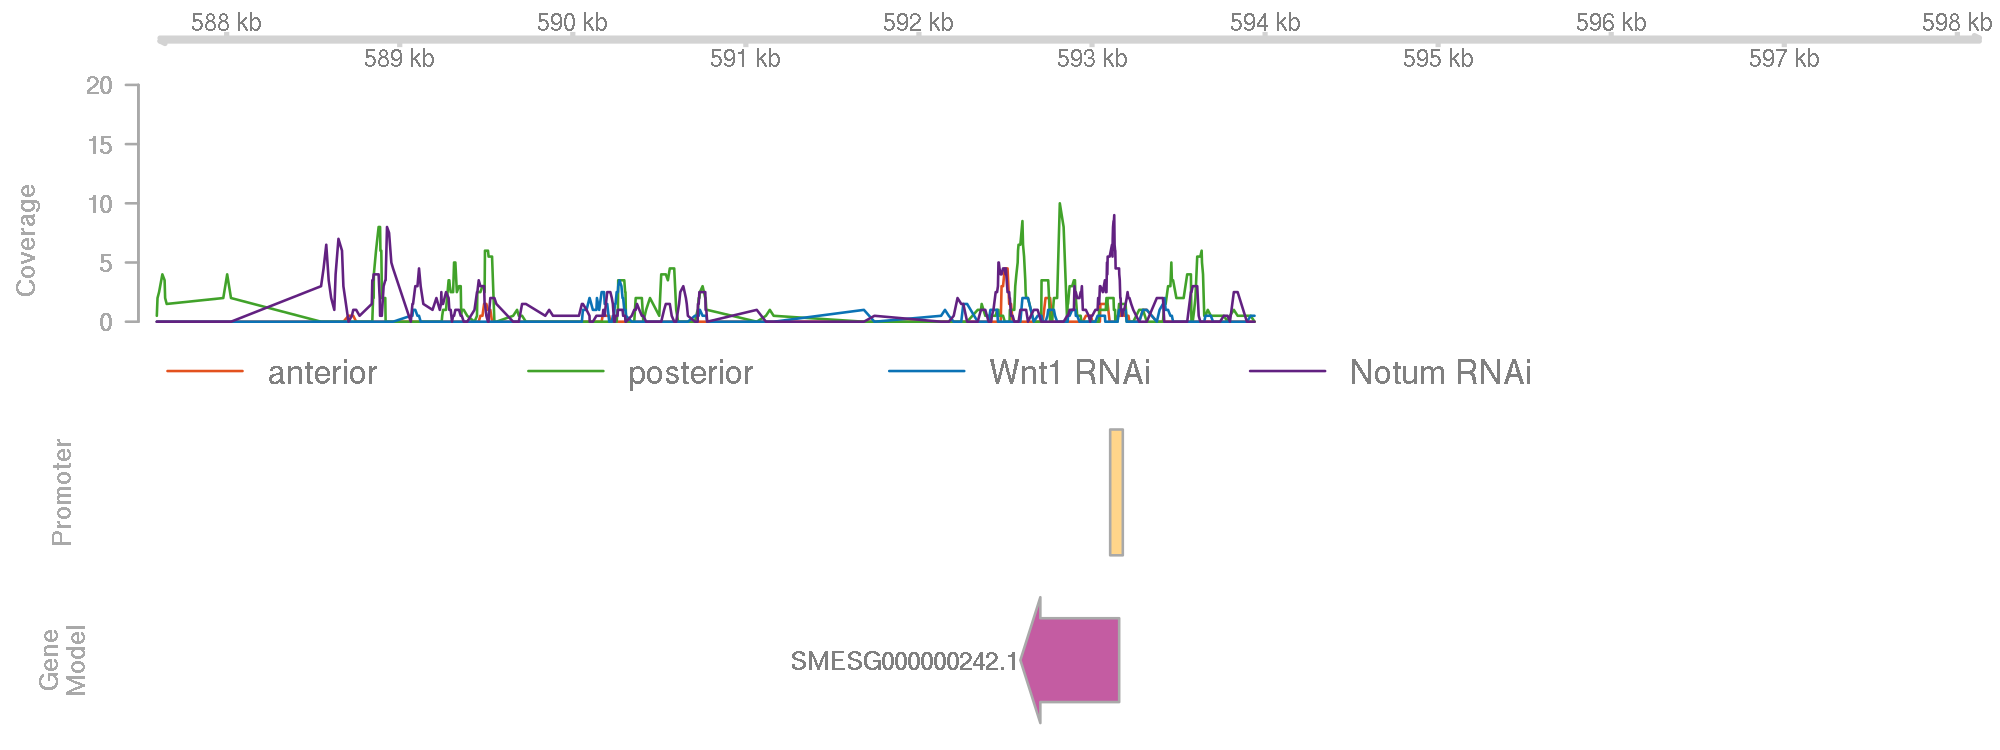 588 kb 590 kb 592 kb 594 kb 596 kb 598 kb
589 kb 591 kb 593 kb 595 kb 597 kb
20
15
10
5
0
Coverage
anterior posterior Wnt1 RNAi Notum RNAi
Promoter
Gene
Model
SMESG000000242.1